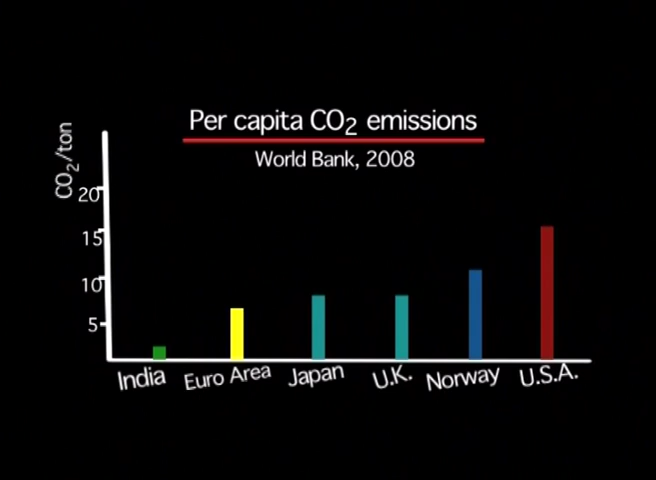 Per capita CO₂ emissions
World Bank, 2008
CO₂/ton
20
15
10
5
India Euro Area Japan U.K. Norway U.S.A.